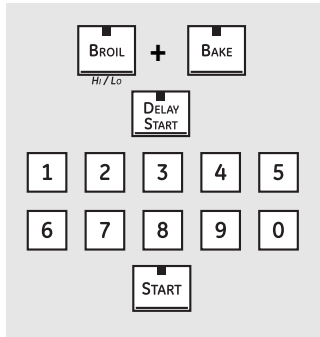 BROIL + BAKE
HI / LO
DELAY
START
1 2 3 4 5
6 7 8 9 0
START